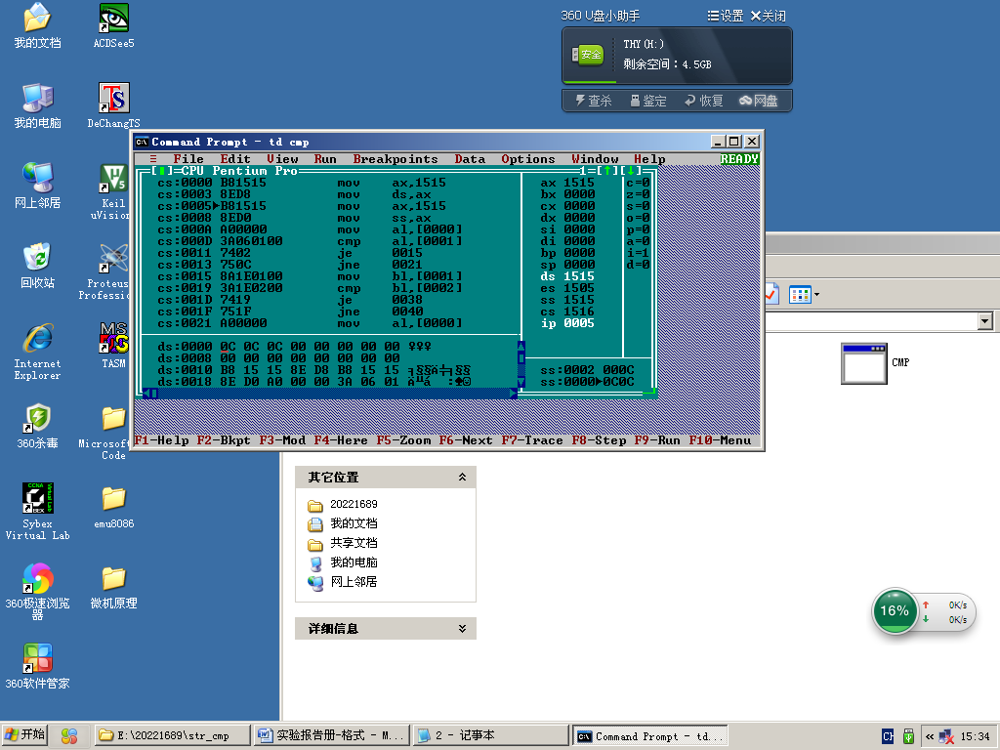 我的文档
ACDSee5
我的电脑
DeChangTS
网上邻居
Keil
uVision
回收站
Proteus
Professio
Internet
Explorer
TASM
360杀毒
Microsoft
Code
Sybex
Virtual Lab
emu8086
360极速浏览
器
微机原理
360软件管家
360 U盘小助手 设置 关闭
安全
THY(H:)
剩余空间：4.5GB
查杀 鉴定 恢复 网盘
Command Prompt - td cmp
≡ File Edit View Run Breakpoints Data Options Window Help READY
[■]=CPU Pentium Pro 1=[↑][↓]
cs:0000 B81515 mov ax,1515 ax 1515 c=0
cs:0003 8ED8 mov ds,ax bx 0000 z=0
cs:0005▶B81515 mov ax,1515 cx 0000 s=0
cs:0008 8ED0 mov ss,ax dx 0000 o=0
cs:000A A00000 mov al,[0000] si 0000 p=0
cs:000D 3A060100 cmp al,[0001] di 0000 a=0
cs:0011 7402 je 0015 bp 0000 i=1
cs:0013 750C jne 0021 sp 0000 d=0
cs:0015 8A1E0100 mov bl,[0001] ds 1515
cs:0019 3A1E0200 cmp bl,[0002] es 1505
cs:001D 7419 je 0038 ss 1515
cs:001F 751F jne 0040 cs 1516
cs:0021 A00000 mov al,[0000] ip 0005
ds:0000 0C 0C 0C 00 00 00 00 00 ♀♀♀
ds:0008 00 00 00 00 00 00 00 00
ds:0010 B8 15 15 8E D8 B8 15 15 ╕§§Ä╪╕§§ ss:0002 000C
ds:0018 8E D0 A0 00 00 3A 06 01 Ä╨á  :♠☺ ss:0000▶0C0C
F1-Help F2-Bkpt F3-Mod F4-Here F5-Zoom F6-Next F7-Trace F8-Step F9-Run F10-Menu
CMP
其它位置
20221689
我的文档
共享文档
我的电脑
网上邻居
详细信息
16%
0K/s
0K/s
开始
E:\20221689\str_cmp
实验报告册-格式 - M...
2 - 记事本
Command Prompt - td...
CH
15:34